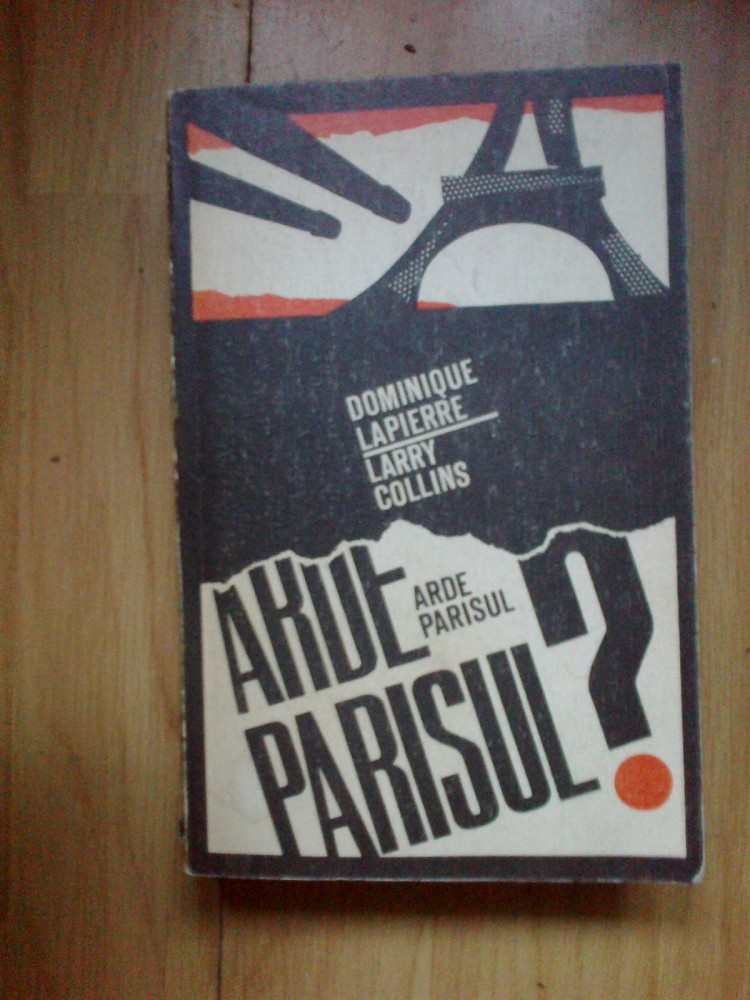 DOMINIQUE
LAPIERRE
LARRY
COLLINS
ARDE
ARDE
PARISUL
PARISUL?